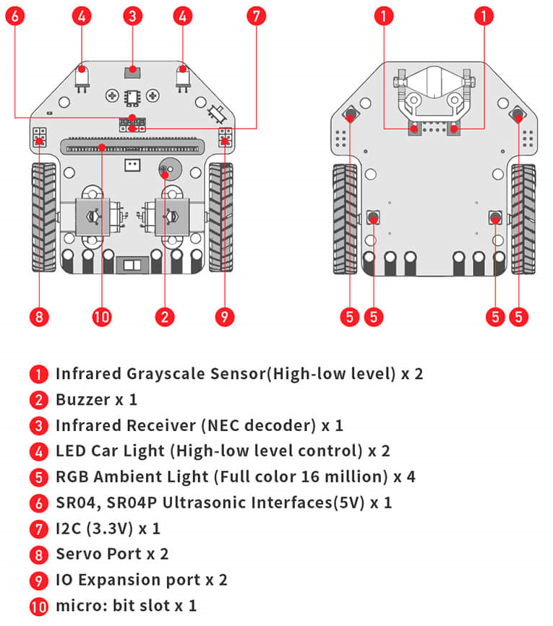 6 4 3 4 7 1 1
8 10 2 9 5 5 5 5
1 Infrared Grayscale Sensor(High-low level) x 2
2 Buzzer x 1
3 Infrared Receiver (NEC decoder) x 1
4 LED Car Light (High-low level control) x 2
5 RGB Ambient Light (Full color 16 million) x 4
6 SR04, SR04P Ultrasonic Interfaces(5V) x 1
7 I2C (3.3V) x 1
8 Servo Port x 2
9 IO Expansion port x 2
10 micro: bit slot x 1